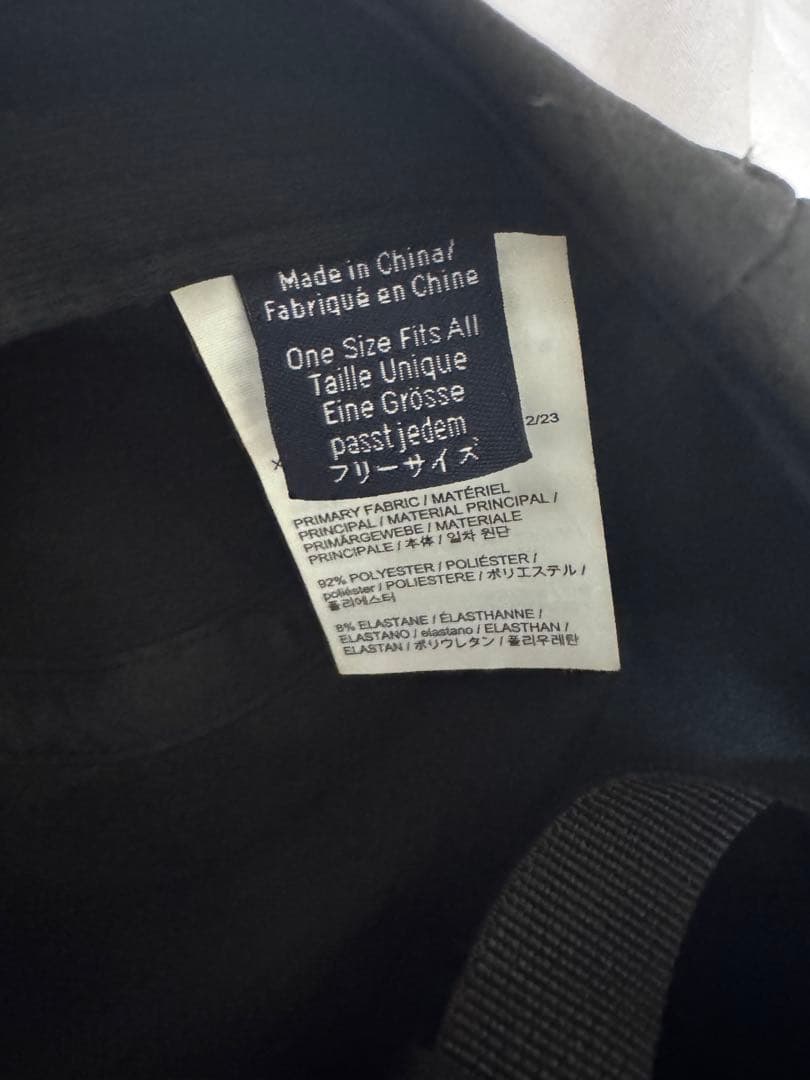 Made in China/
Fabriqué en Chine
One Size Fits All
Taille Unique
Eine Grösse
passt jedem
フリーサイズ
2/23
PRIMARY FABRIC / MATÉRIEL
PRINCIPAL / MATERIAL PRINCIPAL /
PRIMÄRGEWEBE / MATERIALE
PRINCIPALE / 本体 / 일차 원단
92% POLYESTER / POLIÉSTER /
poliéster / POLIESTERE / ポリエステル /
폴리에스터
8% ELASTANE / ÉLASTHANNE /
ELASTANO / elastano / ELASTHAN /
ELASTAN / ポリウレタン / 폴리우레탄